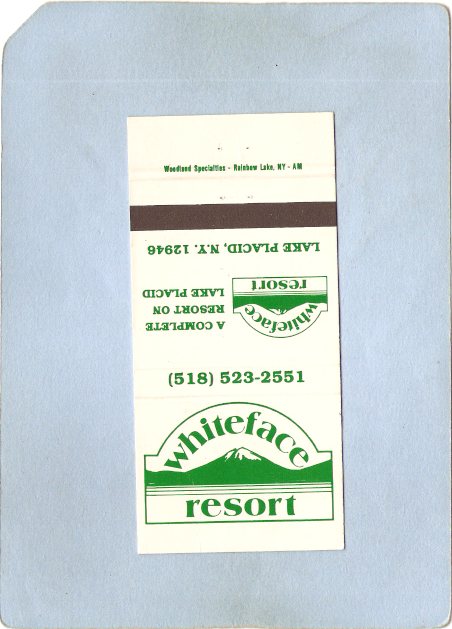 Woodland Specialties - Rainbow Lake, NY - AM
LAKE PLACID, N.Y. 12946
A COMPLETE
RESORT ON
LAKE PLACID
whiteface
resort
(518) 523-2551
whiteface
resort